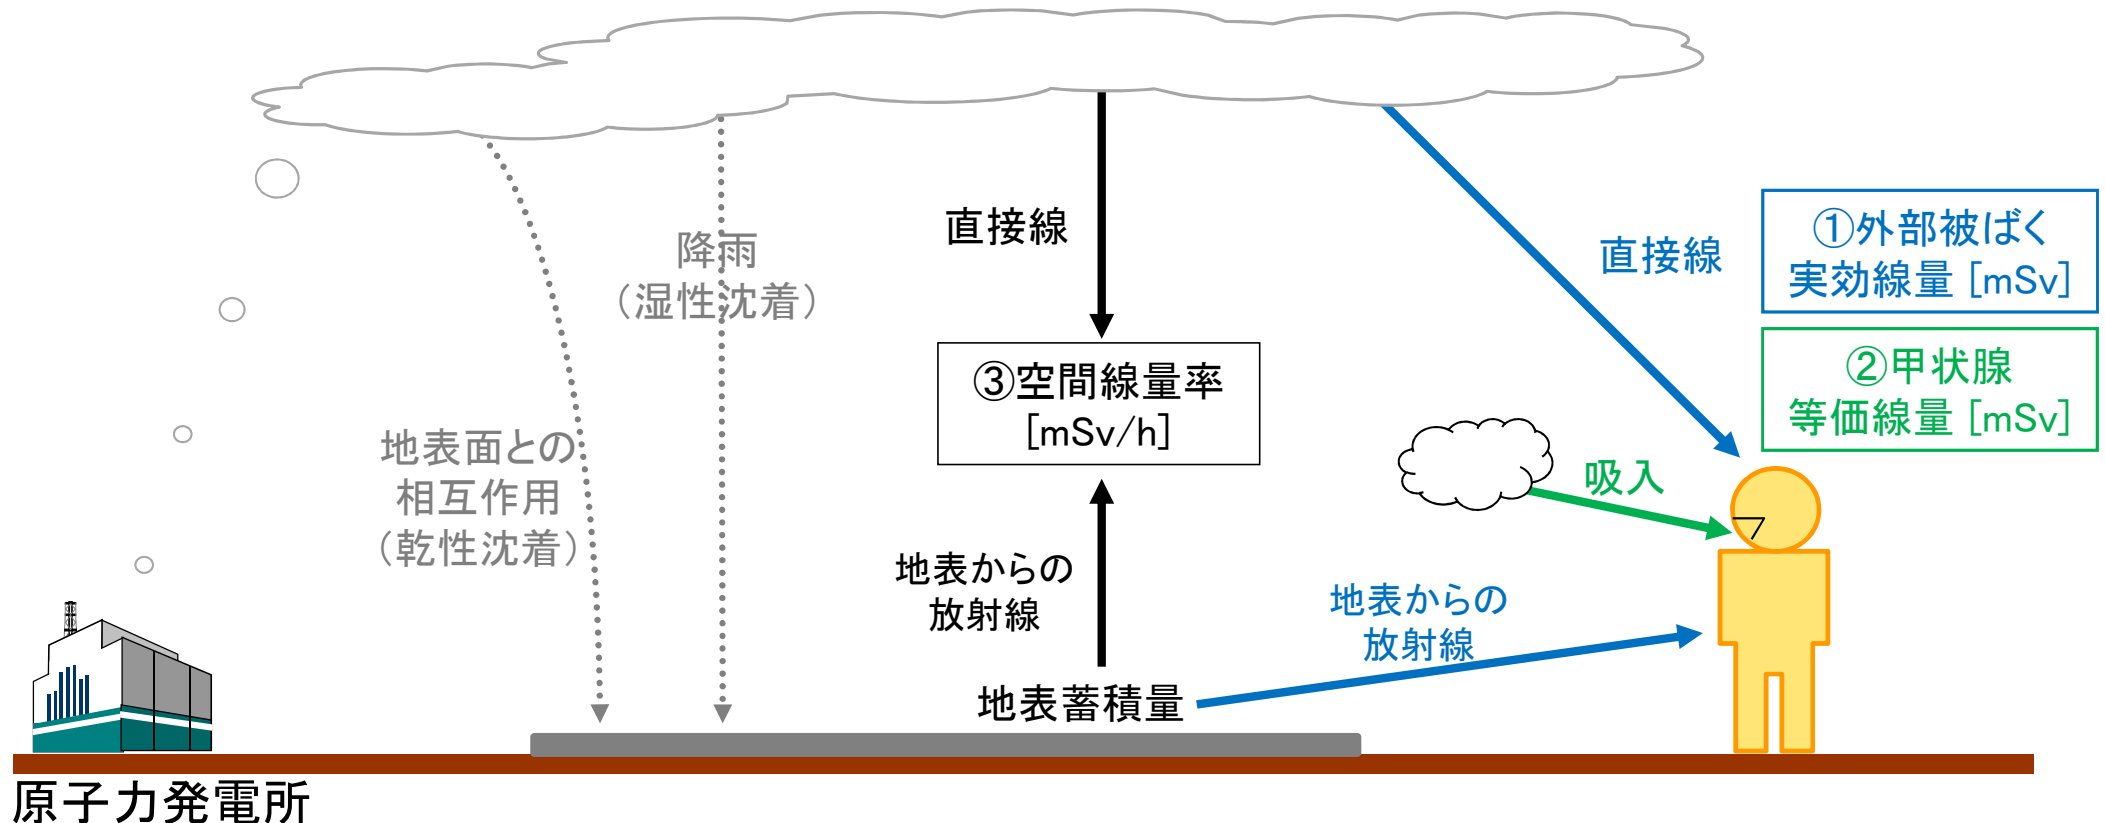 降雨
（湿性沈着）
地表面との
相互作用
（乾性沈着）
直接線
③空間線量率
[mSv/h]
地表からの
放射線
地表蓄積量
直接線
①外部被ばく
実効線量 [mSv]
②甲状腺
等価線量 [mSv]
吸入
地表からの
放射線
原子力発電所